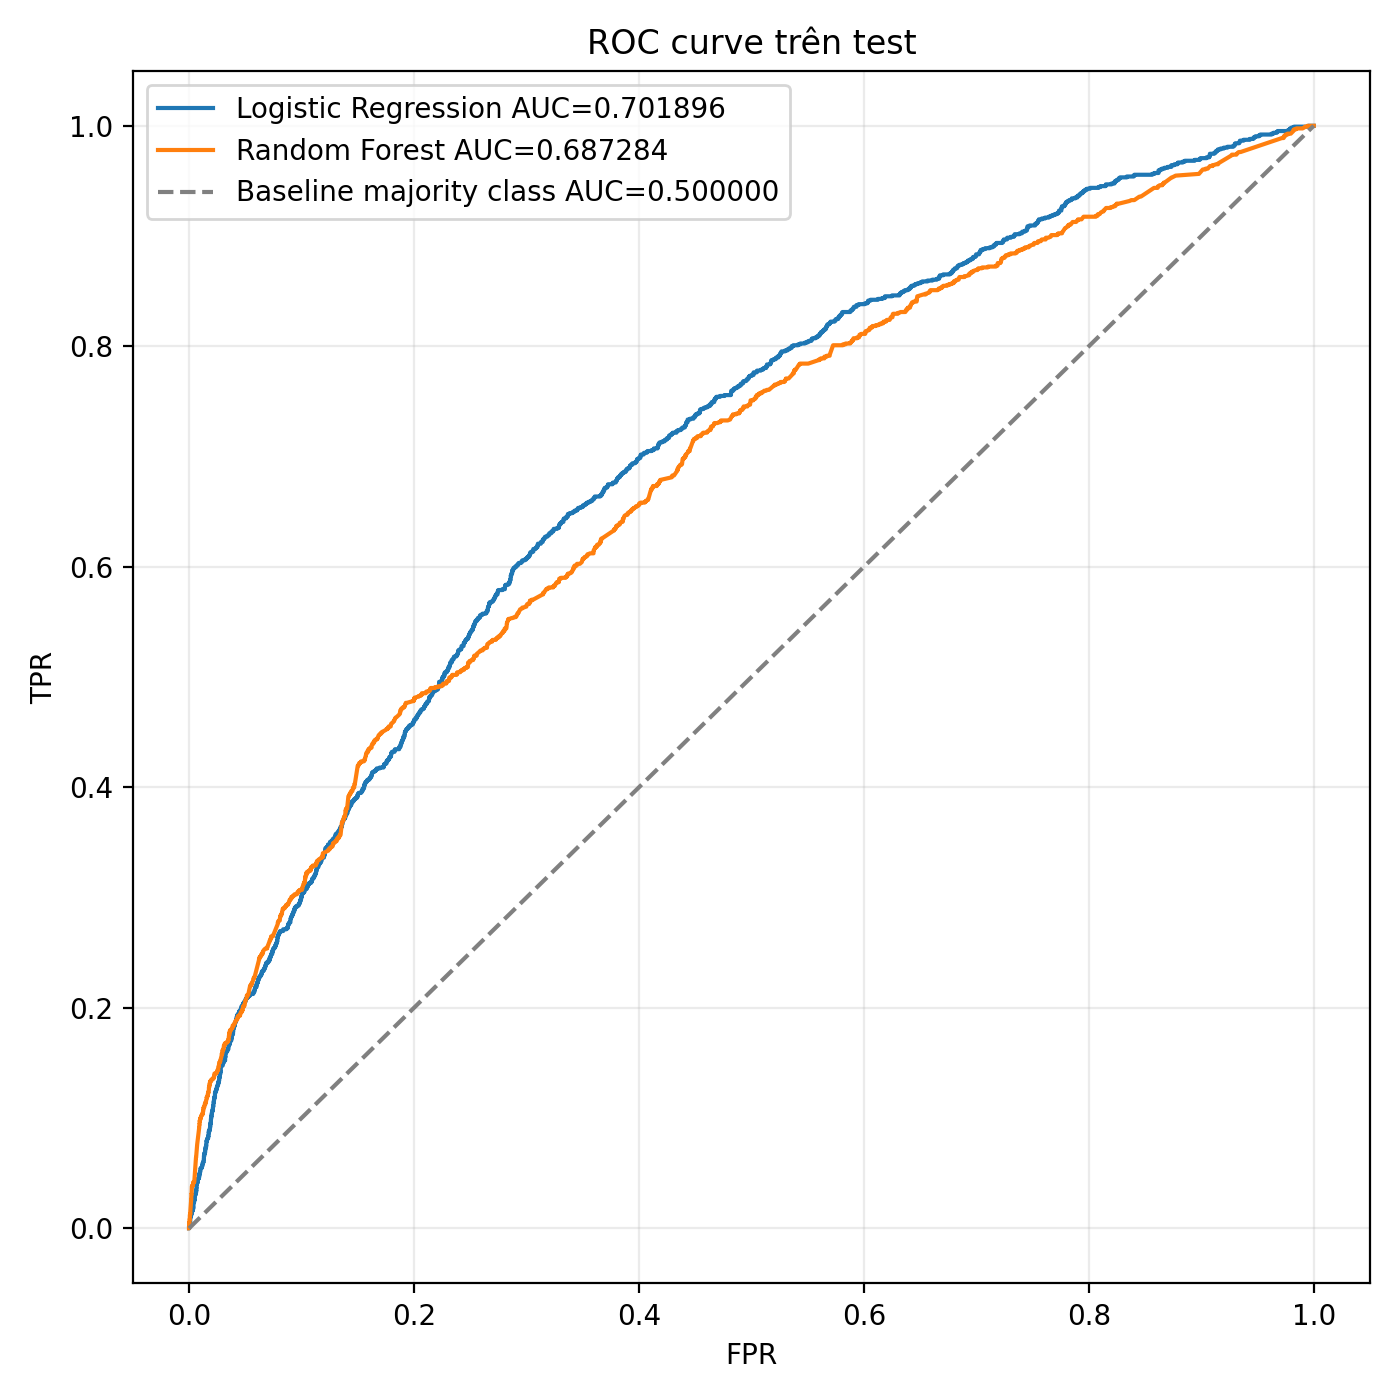 ROC curve trên test
Logistic Regression AUC=0.701896
Random Forest AUC=0.687284
Baseline majority class AUC=0.500000
1.0
0.8
0.6
0.4
0.2
0.0
TPR
0.0 0.2 0.4 0.6 0.8 1.0
FPR